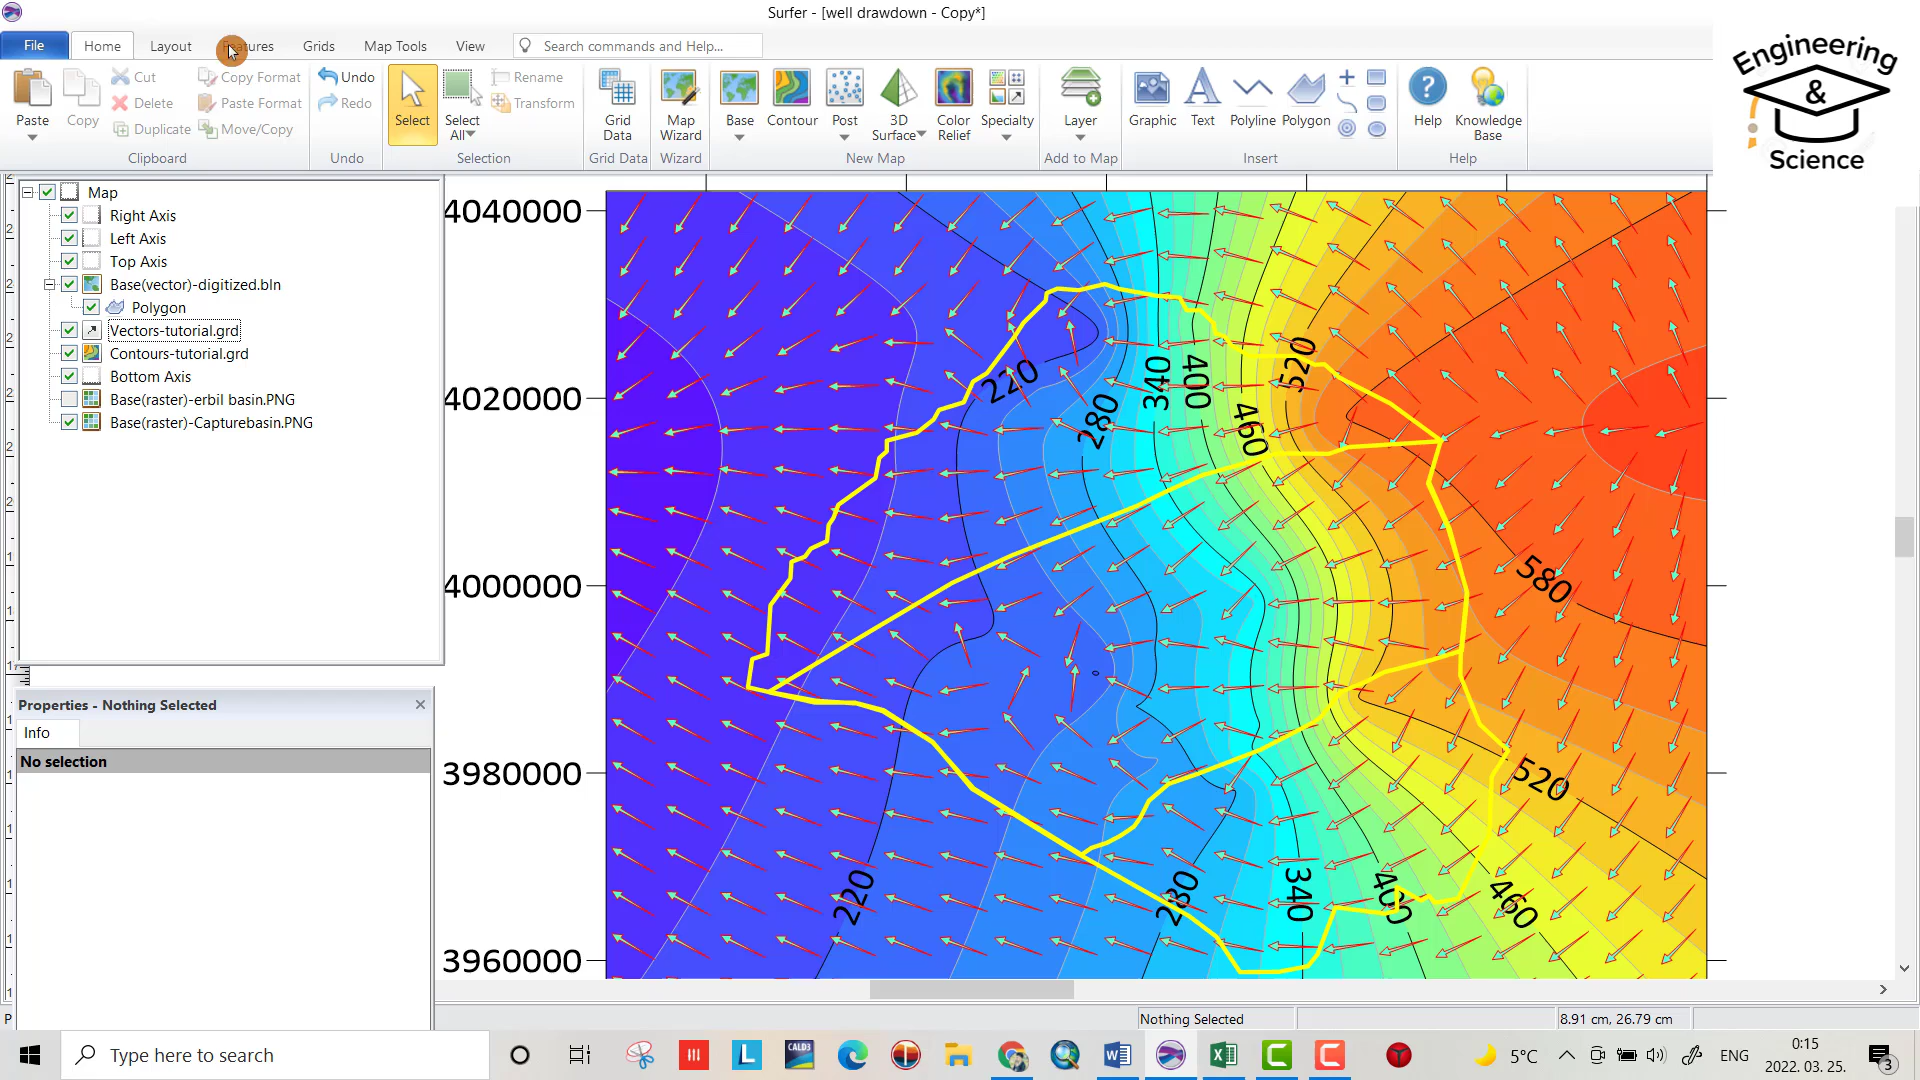 Surfer - [well drawdown - Copy*]
File
Home
Layout
Features
Grids
Map Tools
View
Search commands and Help...
Engineering
&
Science
Paste
Copy
Cut
Delete
Duplicate
Copy Format
Paste Format
Move/Copy
Clipboard
Undo
Redo
Undo
Select
Select All
Rename
Transform
Selection
Grid Data
Grid Data
Map Wizard
Wizard
Base
Contour
Post
3D Surface
Color Relief
Specialty
New Map
Layer
Add to Map
Graphic
Text
Polyline
Polygon
Insert
Help
Knowledge Base
Help
Map
Right Axis
Left Axis
Top Axis
Base(vector)-digitized.bln
Polygon
Vectors-tutorial.grd
Contours-tutorial.grd
Bottom Axis
Base(raster)-erbil basin.PNG
Base(raster)-Capturebasin.PNG
Properties - Nothing Selected
Info
No selection
4040000
4020000
4000000
3980000
3960000
220
280
340
400
460
520
580
520
220
280
340
400
460
Nothing Selected
8.91 cm, 26.79 cm
Type here to search
CALD3
5°C
ENG
0:15
2022. 03. 25.
3